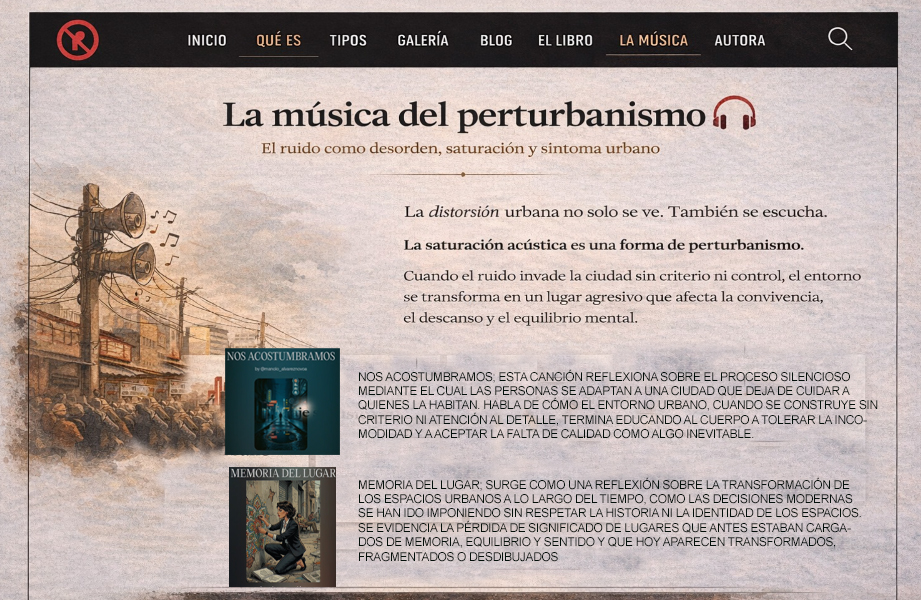 INICIO QUÉ ES TIPOS GALERÍA BLOG EL LIBRO LA MÚSICA AUTORA
La música del perturbanismo
El ruido como desorden, saturación y sintoma urbano
La distorsión urbana no solo se ve. También se escucha.
La saturación acústica es una forma de perturbanismo.
Cuando el ruido invade la ciudad sin criterio ni control, el entorno
se transforma en un lugar agresivo que afecta la convivencia,
el descanso y el equilibrio mental.
NOS ACOSTUMBRAMOS
NOS ACOSTUMBRAMOS; ESTA CANCIÓN REFLEXIONA SOBRE EL PROCESO SILENCIOSO
MEDIANTE EL CUAL LAS PERSONAS SE ADAPTAN A UNA CIUDAD QUE DEJA DE CUIDAR A
QUIENES LA HABITAN. HABLA DE CÓMO EL ENTORNO URBANO, CUANDO SE CONSTRUYE SIN
CRITERIO NI ATENCIÓN AL DETALLE, TERMINA EDUCANDO AL CUERPO A TOLERAR LA INCO-
MODIDAD Y A ACEPTAR LA FALTA DE CALIDAD COMO ALGO INEVITABLE.
MEMORIA DEL LUGAR
MEMORIA DEL LUGAR; SURGE COMO UNA REFLEXIÓN SOBRE LA TRANSFORMACIÓN DE
LOS ESPACIOS URBANOS A LO LARGO DEL TIEMPO, COMO LAS DECISIONES MODERNAS
SE HAN IDO IMPONIENDO SIN RESPETAR LA HISTORIA NI LA IDENTIDAD DE LOS ESPACIOS.
SE EVIDENCIA LA PÉRDIDA DE SIGNIFICADO DE LUGARES QUE ANTES ESTABAN CARGA-
DOS DE MEMORIA, EQUILIBRIO Y SENTIDO Y QUE HOY APARECEN TRANSFORMADOS,
FRAGMENTADOS O DESDIBUJADOS